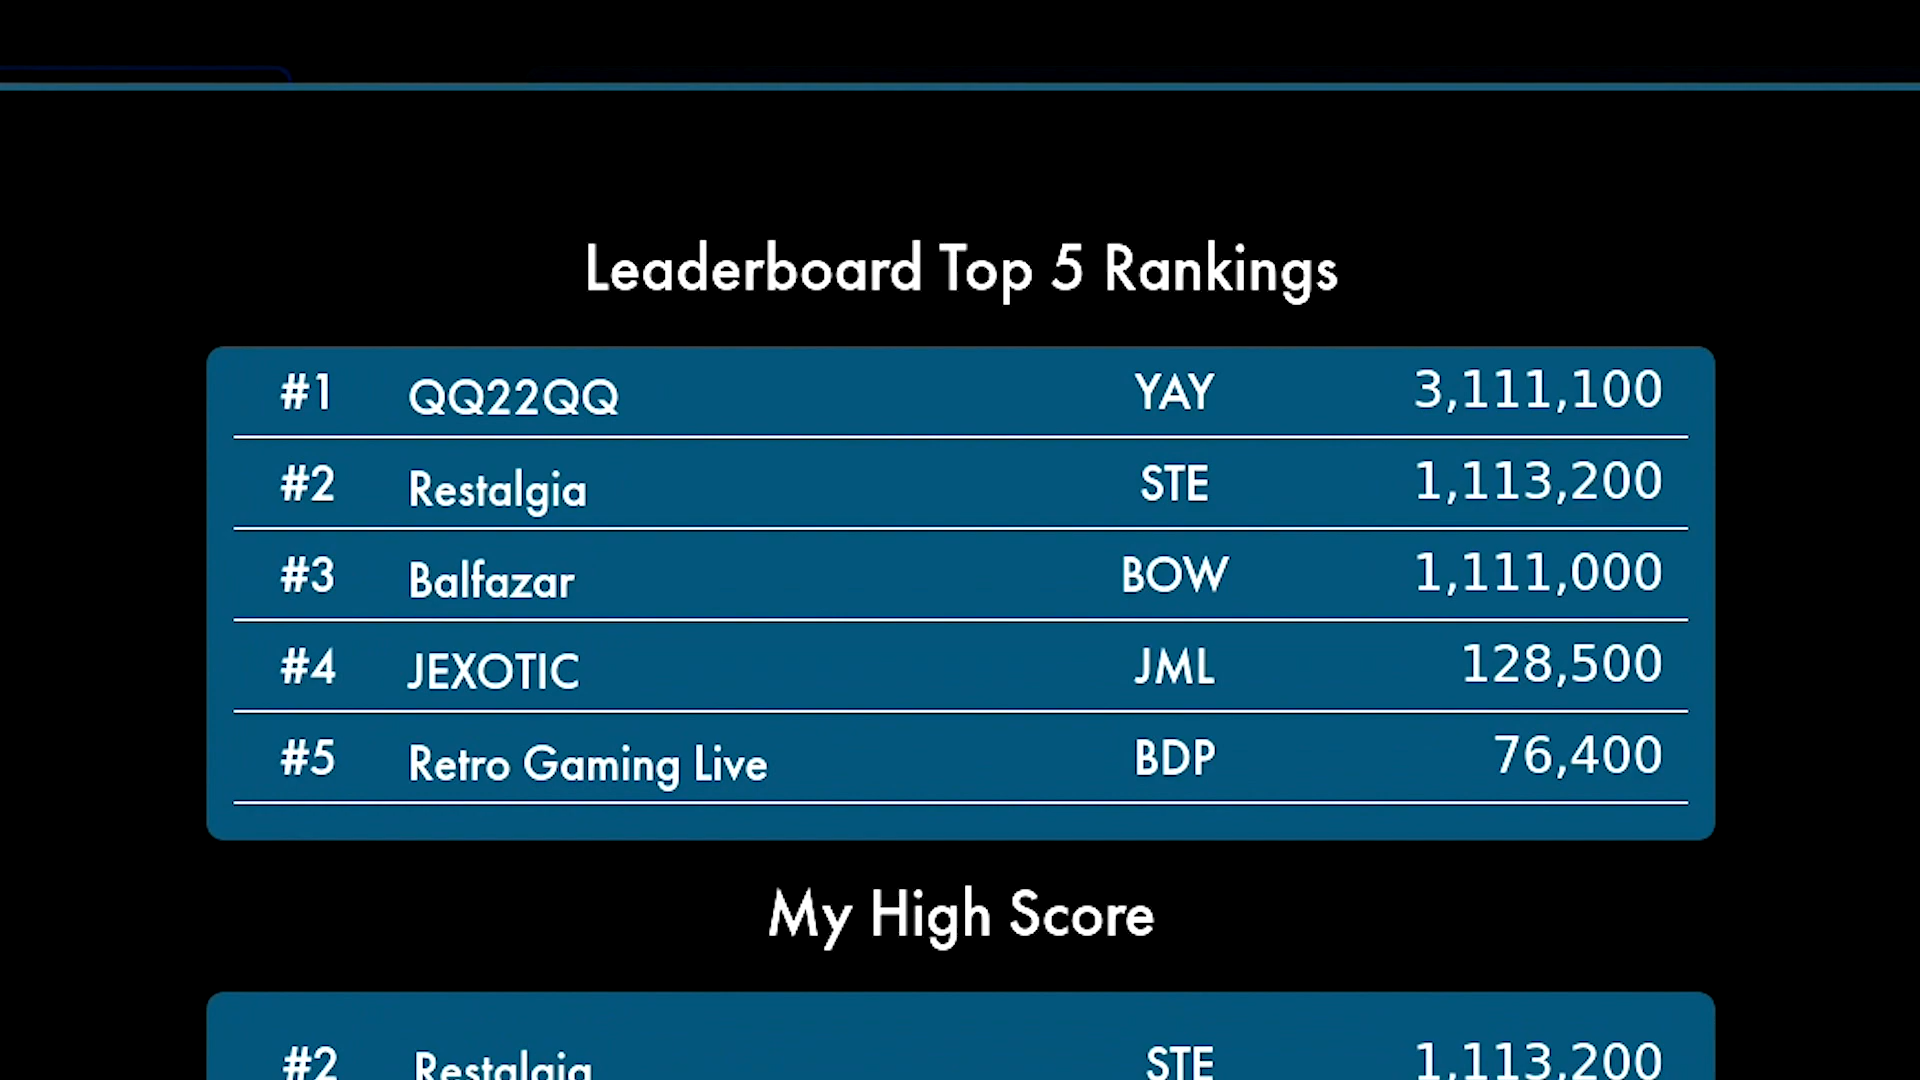 Leaderboard Top 5 Rankings
#1 QQ22QQ YAY 3,111,100
#2 Restalgia STE 1,113,200
#3 Balfazar BOW 1,111,000
#4 JEXOTIC JML 128,500
#5 Retro Gaming Live BDP 76,400
My High Score
#2 Restalgia STE 1,113,200